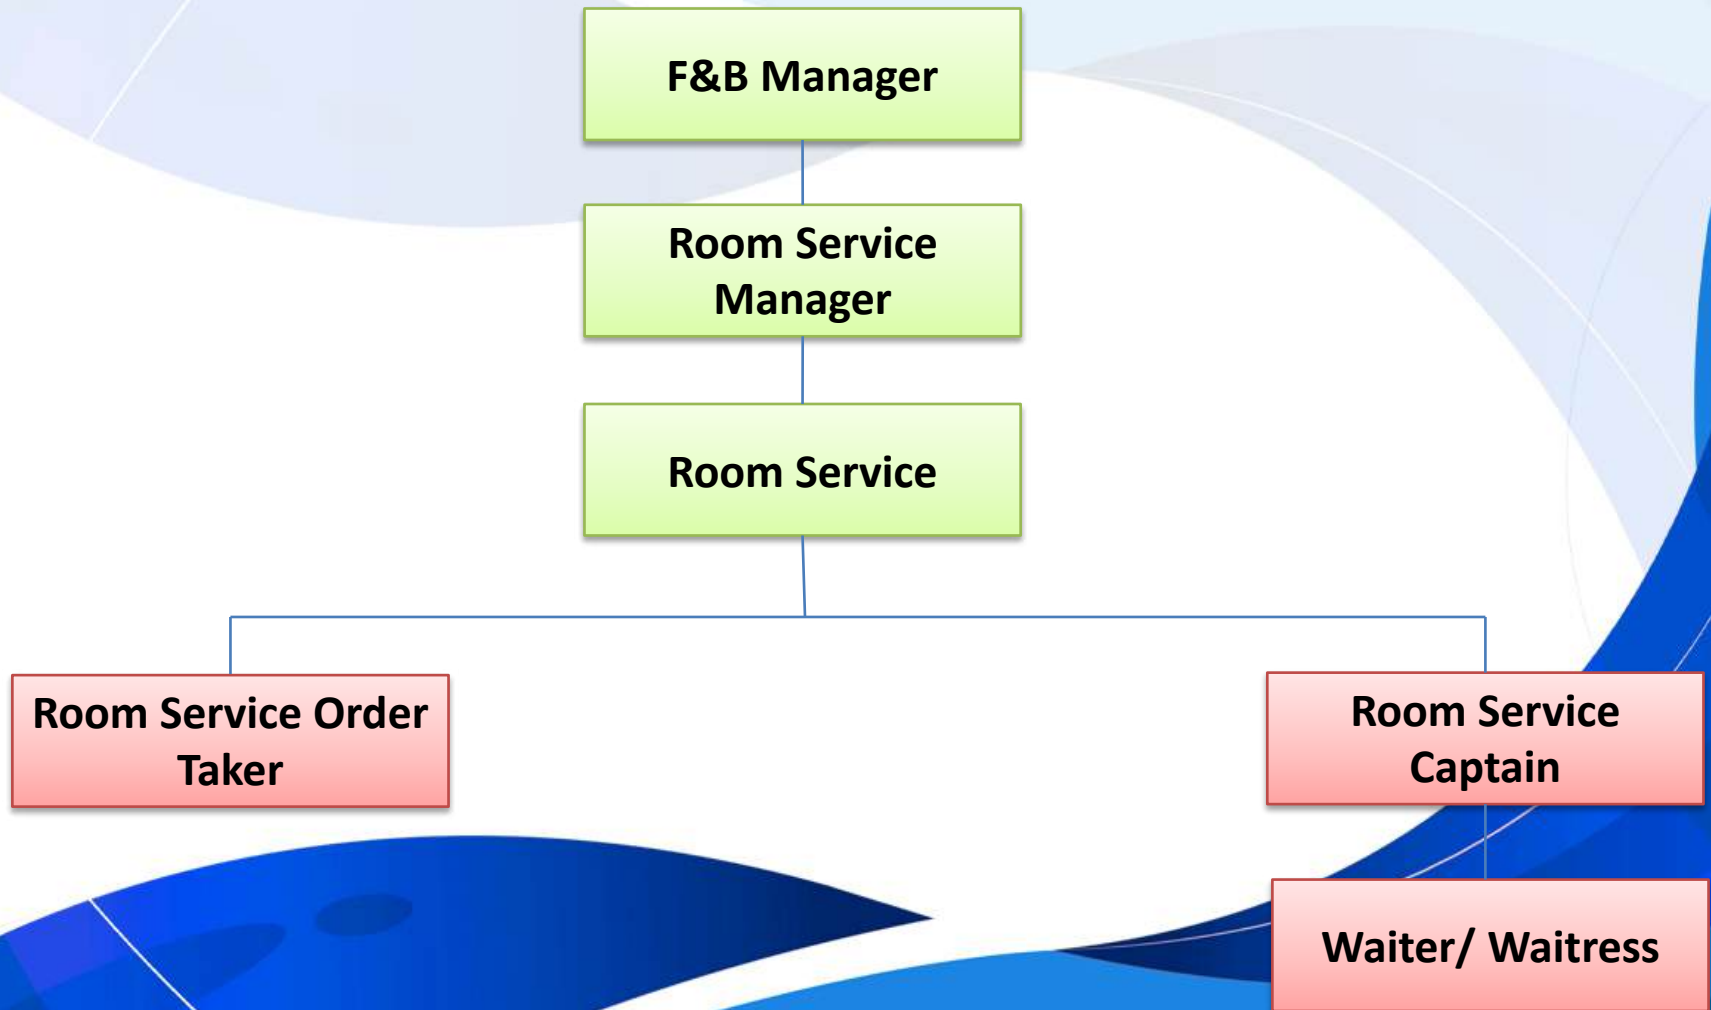 F&B Manager
Room Service
Manager
Room Service
Room Service Order
Taker
Room Service
Captain
Waiter/ Waitress